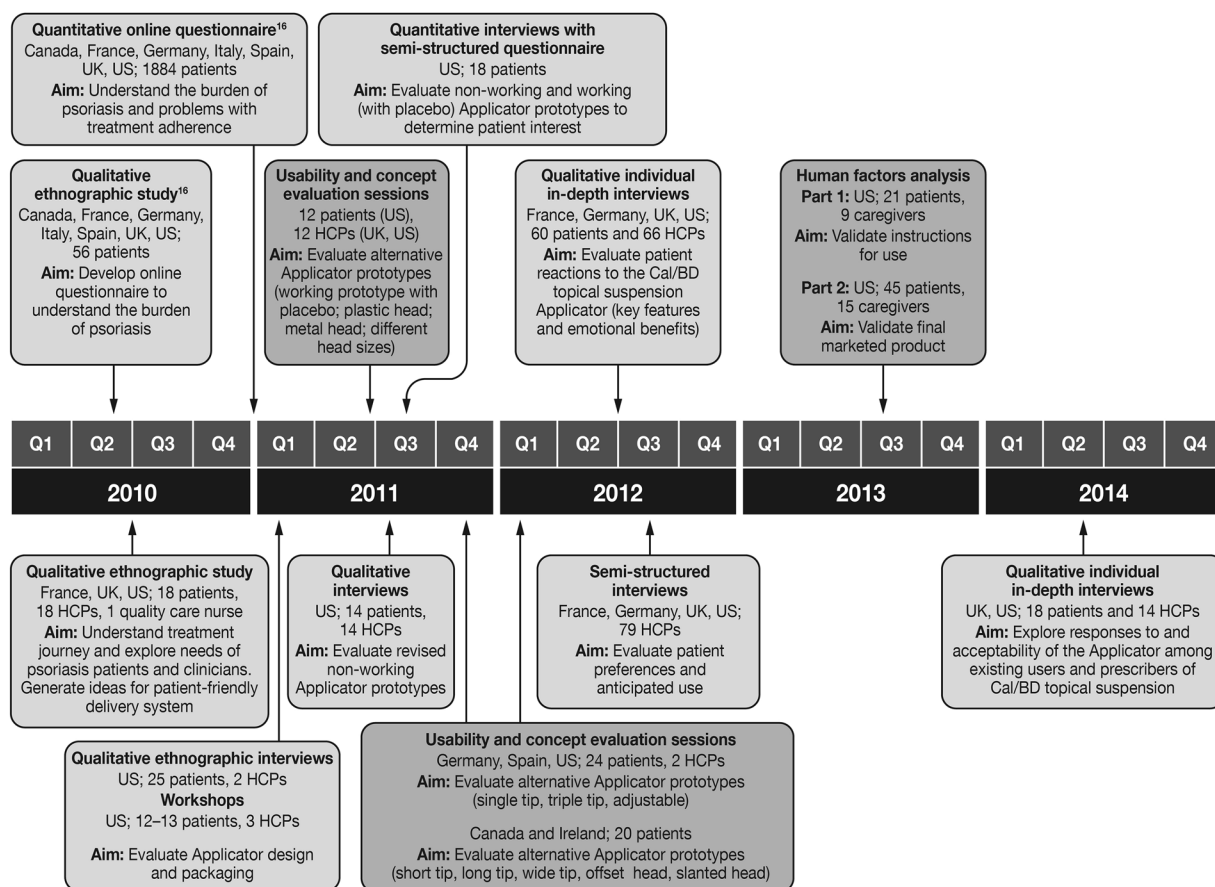 Quantitative online questionnaire¹⁶
Canada, France, Germany, Italy, Spain,
UK, US; 1884 patients
Aim: Understand the burden of
psoriasis and problems with
treatment adherence
Quantitative interviews with
semi-structured questionnaire
US; 18 patients
Aim: Evaluate non-working and working
(with placebo) Applicator prototypes to
determine patient interest
Qualitative
ethnographic study¹⁶
Canada, France, Germany,
Italy, Spain, UK, US;
56 patients
Aim: Develop online
questionnaire to
understand the burden
of psoriasis
Usability and concept
evaluation sessions
12 patients (US),
12 HCPs (UK, US)
Aim: Evaluate alternative
Applicator prototypes
(working prototype with
placebo; plastic head;
metal head; different
head sizes)
Qualitative individual
in-depth interviews
France, Germany, UK, US;
60 patients and 66 HCPs
Aim: Evaluate patient
reactions to the Cal/BD
topical suspension
Applicator (key features
and emotional benefits)
Human factors analysis
Part 1: US; 21 patients,
9 caregivers
Aim: Validate instructions
for use
Part 2: US; 45 patients,
15 caregivers
Aim: Validate final
marketed product
Q1 Q2 Q3 Q4 Q1 Q2 Q3 Q4 Q1 Q2 Q3 Q4 Q1 Q2 Q3 Q4 Q1 Q2 Q3 Q4
2010 2011 2012 2013 2014
Qualitative ethnographic study
France, UK, US; 18 patients,
18 HCPs, 1 quality care nurse
Aim: Understand treatment
journey and explore needs of
psoriasis patients and clinicians.
Generate ideas for patient-friendly
delivery system
Qualitative
interviews
US; 14 patients,
14 HCPs
Aim: Evaluate revised
non-working
Applicator prototypes
Semi-structured
interviews
France, Germany, UK, US;
79 HCPs
Aim: Evaluate patient
preferences and
anticipated use
Qualitative individual
in-depth interviews
UK, US; 18 patients and 14 HCPs
Aim: Explore responses to and
acceptability of the Applicator among
existing users and prescribers of
Cal/BD topical suspension
Qualitative ethnographic interviews
US; 25 patients, 2 HCPs
Workshops
US; 12–13 patients, 3 HCPs
Aim: Evaluate Applicator design
and packaging
Usability and concept evaluation sessions
Germany, Spain, US; 24 patients, 2 HCPs
Aim: Evaluate alternative Applicator prototypes
(single tip, triple tip, adjustable)
Canada and Ireland; 20 patients
Aim: Evaluate alternative Applicator prototypes
(short tip, long tip, wide tip, offset head, slanted head)